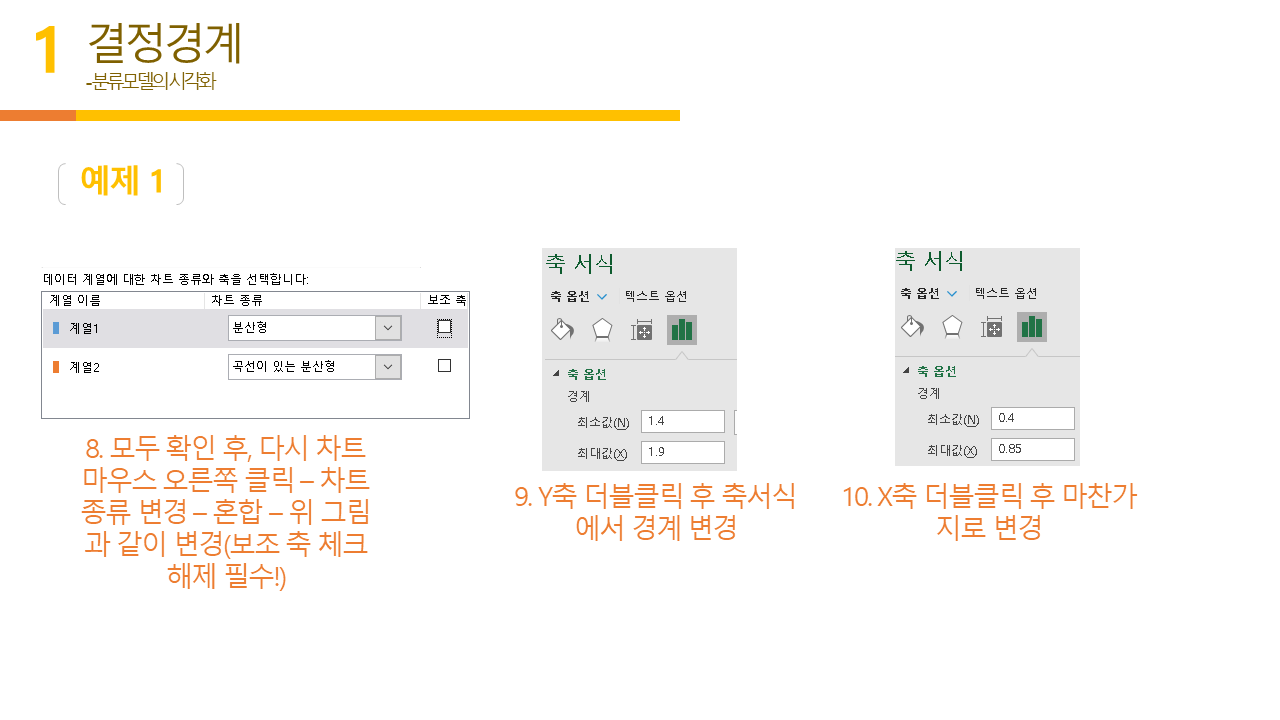 1
결정경계
-분류모델의시각화
예제 1
데이터 계열에 대한 차트 종류와 축을 선택합니다:
계열 이름 차트 종류 보조 축
계열1 분산형
계열2 곡선이 있는 분산형
8. 모두 확인 후, 다시 차트
마우스 오른쪽 클릭 – 차트
종류 변경 – 혼합 – 위 그림
과 같이 변경(보조 축 체크
해제 필수!)
축 서식
축 옵션 텍스트 옵션
축 옵션
경계
최소값(N) 1.4
최대값(X) 1.9
9. Y축 더블클릭 후 축서식
에서 경계 변경
축 서식
축 옵션 텍스트 옵션
축 옵션
경계
최소값(N) 0.4
최대값(X) 0.85
10. X축 더블클릭 후 마찬가
지로 변경